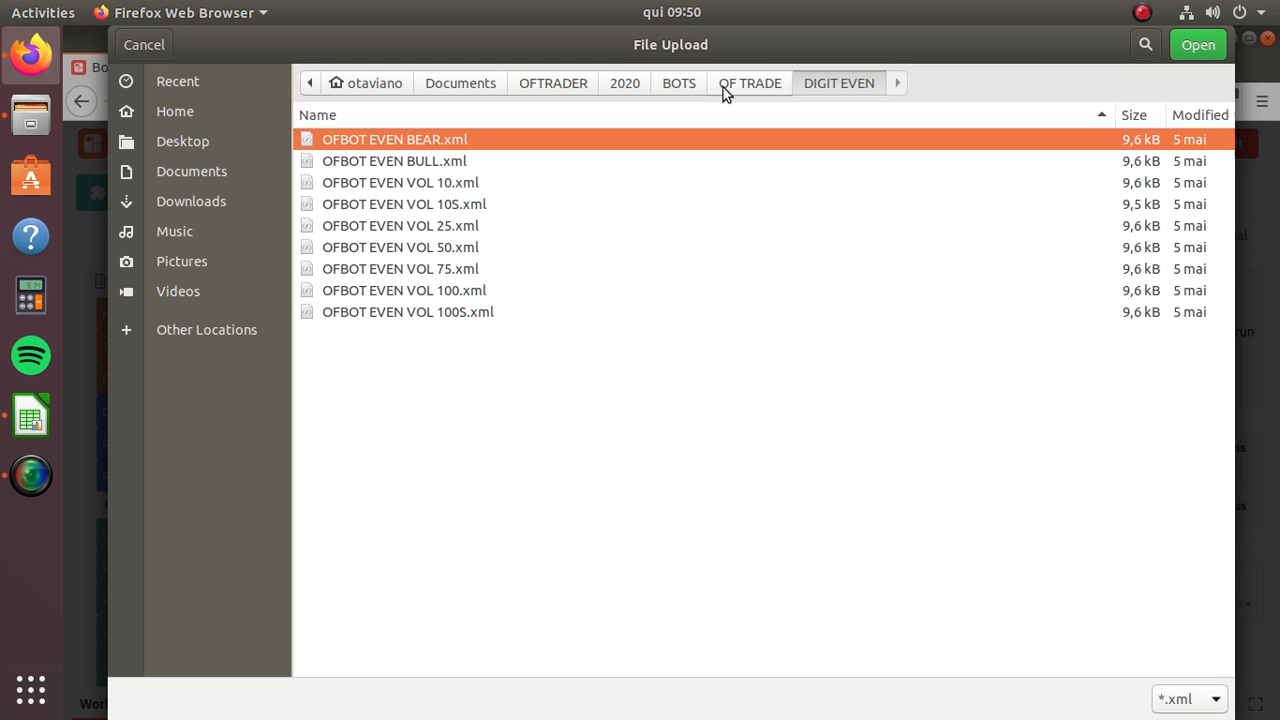 Activities Firefox Web Browser qui 09:50
Cancel File Upload Open
Recent
Home
Desktop
Documents
Downloads
Music
Pictures
Videos
Other Locations
otaviano Documents OFTRADER 2020 BOTS OF TRADE DIGIT EVEN
Name Size Modified
OFBOT EVEN BEAR.xml 9,6 kB 5 mai
OFBOT EVEN BULL.xml 9,6 kB 5 mai
OFBOT EVEN VOL 10.xml 9,6 kB 5 mai
OFBOT EVEN VOL 10S.xml 9,5 kB 5 mai
OFBOT EVEN VOL 25.xml 9,6 kB 5 mai
OFBOT EVEN VOL 50.xml 9,6 kB 5 mai
OFBOT EVEN VOL 75.xml 9,6 kB 5 mai
OFBOT EVEN VOL 100.xml 9,6 kB 5 mai
OFBOT EVEN VOL 100S.xml 9,6 kB 5 mai
*.xml